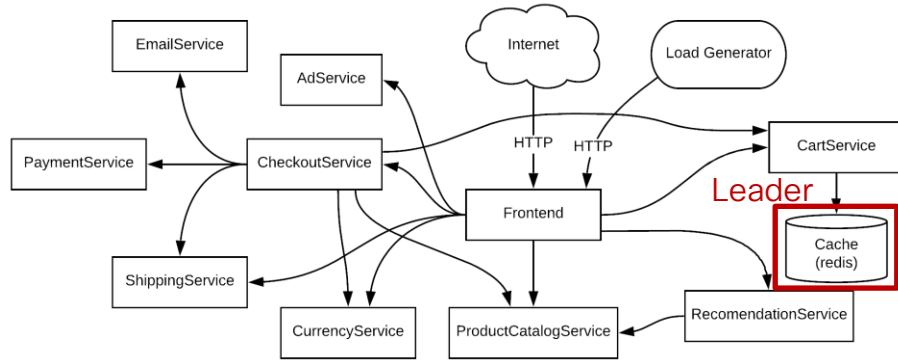 EmailService
Internet
Load Generator
AdService
HTTP
HTTP
PaymentService
CheckoutService
CartService
Leader
Frontend
Cache
(redis)
ShippingService
CurrencyService
ProductCatalogService
RecomendationService